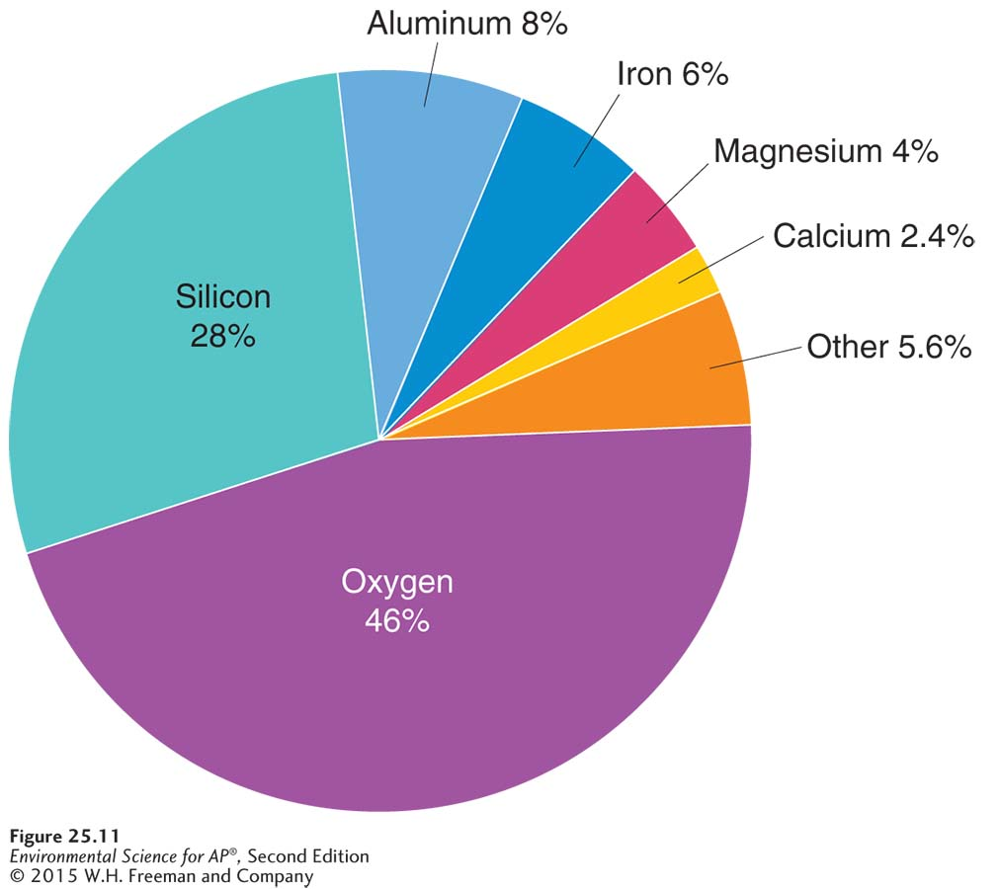 Aluminum 8%
Iron 6%
Magnesium 4%
Calcium 2.4%
Other 5.6%
Silicon
28%
Oxygen
46%
Figure 25.11
Environmental Science for AP®, Second Edition
© 2015 W.H. Freeman and Company